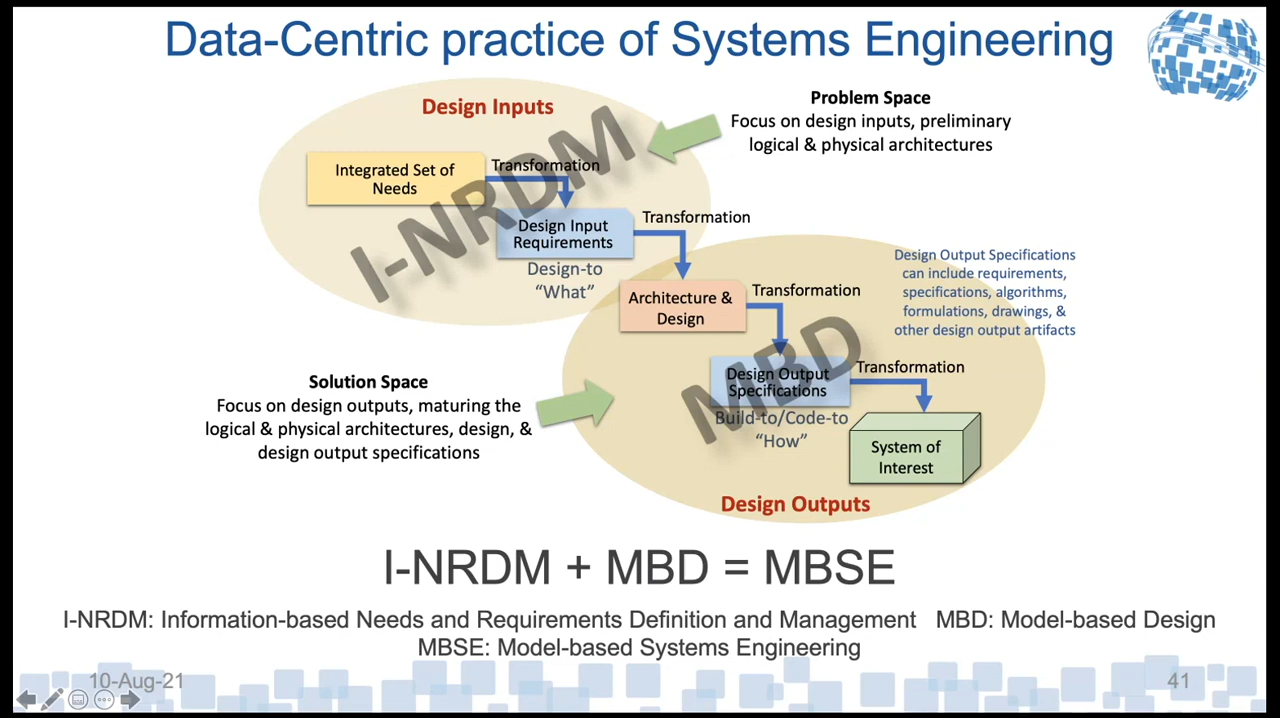 Data-Centric practice of Systems Engineering
Design Inputs
Problem Space
Focus on design inputs, preliminary
logical & physical architectures
I-NRDM
Integrated Set of
Needs
Transformation
Design Input
Requirements
Design-to
“What”
Transformation
Architecture &
Design
Transformation
Design Output Specifications
can include requirements,
specifications, algorithms,
formulations, drawings, &
other design output artifacts
MBD
Design Output
Specifications
Build-to/Code-to
“How”
Transformation
System of
Interest
Solution Space
Focus on design outputs, maturing the
logical & physical architectures, design, &
design output specifications
Design Outputs
I-NRDM + MBD = MBSE
I-NRDM: Information-based Needs and Requirements Definition and Management MBD: Model-based Design
MBSE: Model-based Systems Engineering
10-Aug-21
41